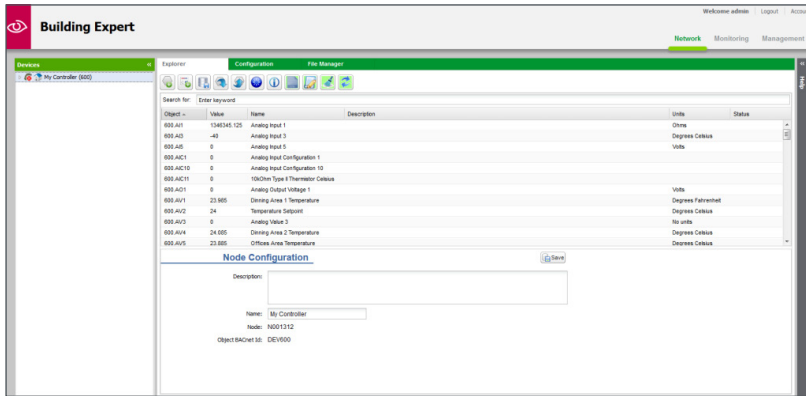 Welcome admin Logout Accou
Building Expert
Network Monitoring Management
Devices «
My Controller (600)
Explorer Configuration File Manager
«
Help
Search for: Enter keyword
Object Value Name Description Units Status
600.AI1 1346345.125 Analog Input 1 Ohms
600.AI3 -40 Analog Input 3 Degrees Celsius
600.AI5 0 Analog Input 5 Volts
600.AIC1 0 Analog Input Configuration 1
600.AIC10 0 Analog Input Configuration 10
600.AIC11 0 10kOhm Type II Thermistor Celsius
600.AO1 0 Analog Output Voltage 1 Volts
600.AV1 23.985 Dinning Area 1 Temperature Degrees Fahrenheit
600.AV2 24 Temperature Setpoint Degrees Celsius
600.AV3 0 Analog Value 3 No units
600.AV4 24.085 Dinning Area 2 Temperature Degrees Celsius
600.AV5 23.885 Offices Area Temperature Degrees Celsius
Node Configuration Save
Description:
Name: My Controller
Node: N001312
Object BACnet Id: DEV600